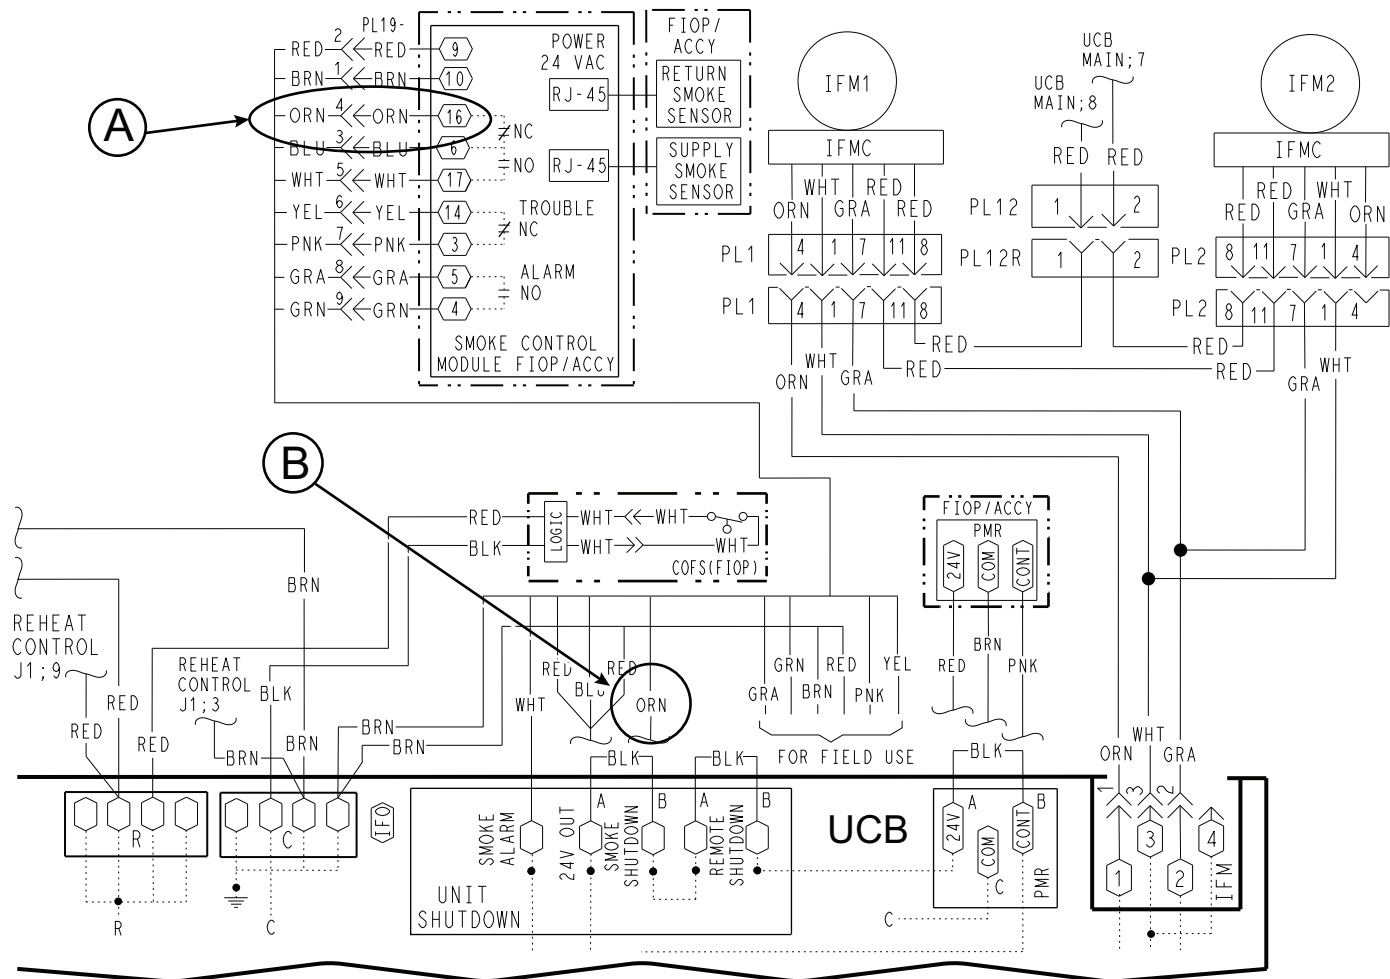 PL19-
RED 2 RED 9
BRN 1 BRN 10
ORN 4 ORN 16
BLU 3 BLU 6
WHT 5 WHT 17
YEL 6 YEL 14
PNK 7 PNK 3
GRA 8 GRA 5
GRN 9 GRN 4
NC
NO
TROUBLE
NC
ALARM
NO
POWER
24 VAC
RJ-45
RJ-45
SMOKE CONTROL
MODULE FIOP/ACCY
FIOP/
ACCY
RETURN
SMOKE
SENSOR
SUPPLY
SMOKE
SENSOR
A
IFM1
IFMC
ORN WHT GRA RED RED
PL1 4 1 7 11 8
PL1 4 1 7 11 8
ORN WHT GRA RED RED
UCB
MAIN;7
UCB
MAIN;8
RED RED
PL12 1 2
PL12R 1 2
IFM2
IFMC
RED RED GRA WHT ORN
PL2 8 11 7 1 4
PL2 8 11 7 1 4
RED
RED
GRA WHT
B
RED
BLK
LOGIC
WHT WHT
WHT WHT
COFS(FIOP)
FIOP/ACCY
PMR
24V COM CONT
RED BRN PNK
BRN
REHEAT
CONTROL
J1;9
REHEAT
CONTROL
J1;3
RED
RED
RED
BLK
BRN
BRN
BRN
BRN
WHT
RED
BLU
RED
ORN
GRA GRN BRN RED PNK YEL
FOR FIELD USE
BLK
BLK
BLK
ORN WHT GRA
1 3 2
R
R
C
C
IFO
SMOKE
ALARM
24V OUT
A
SMOKE
SHUTDOWN
B
A
REMOTE
SHUTDOWN
B
UNIT
SHUTDOWN
UCB
A
24V
COM
C
CONT
B
PMR
C
1
3
2
4
IFM